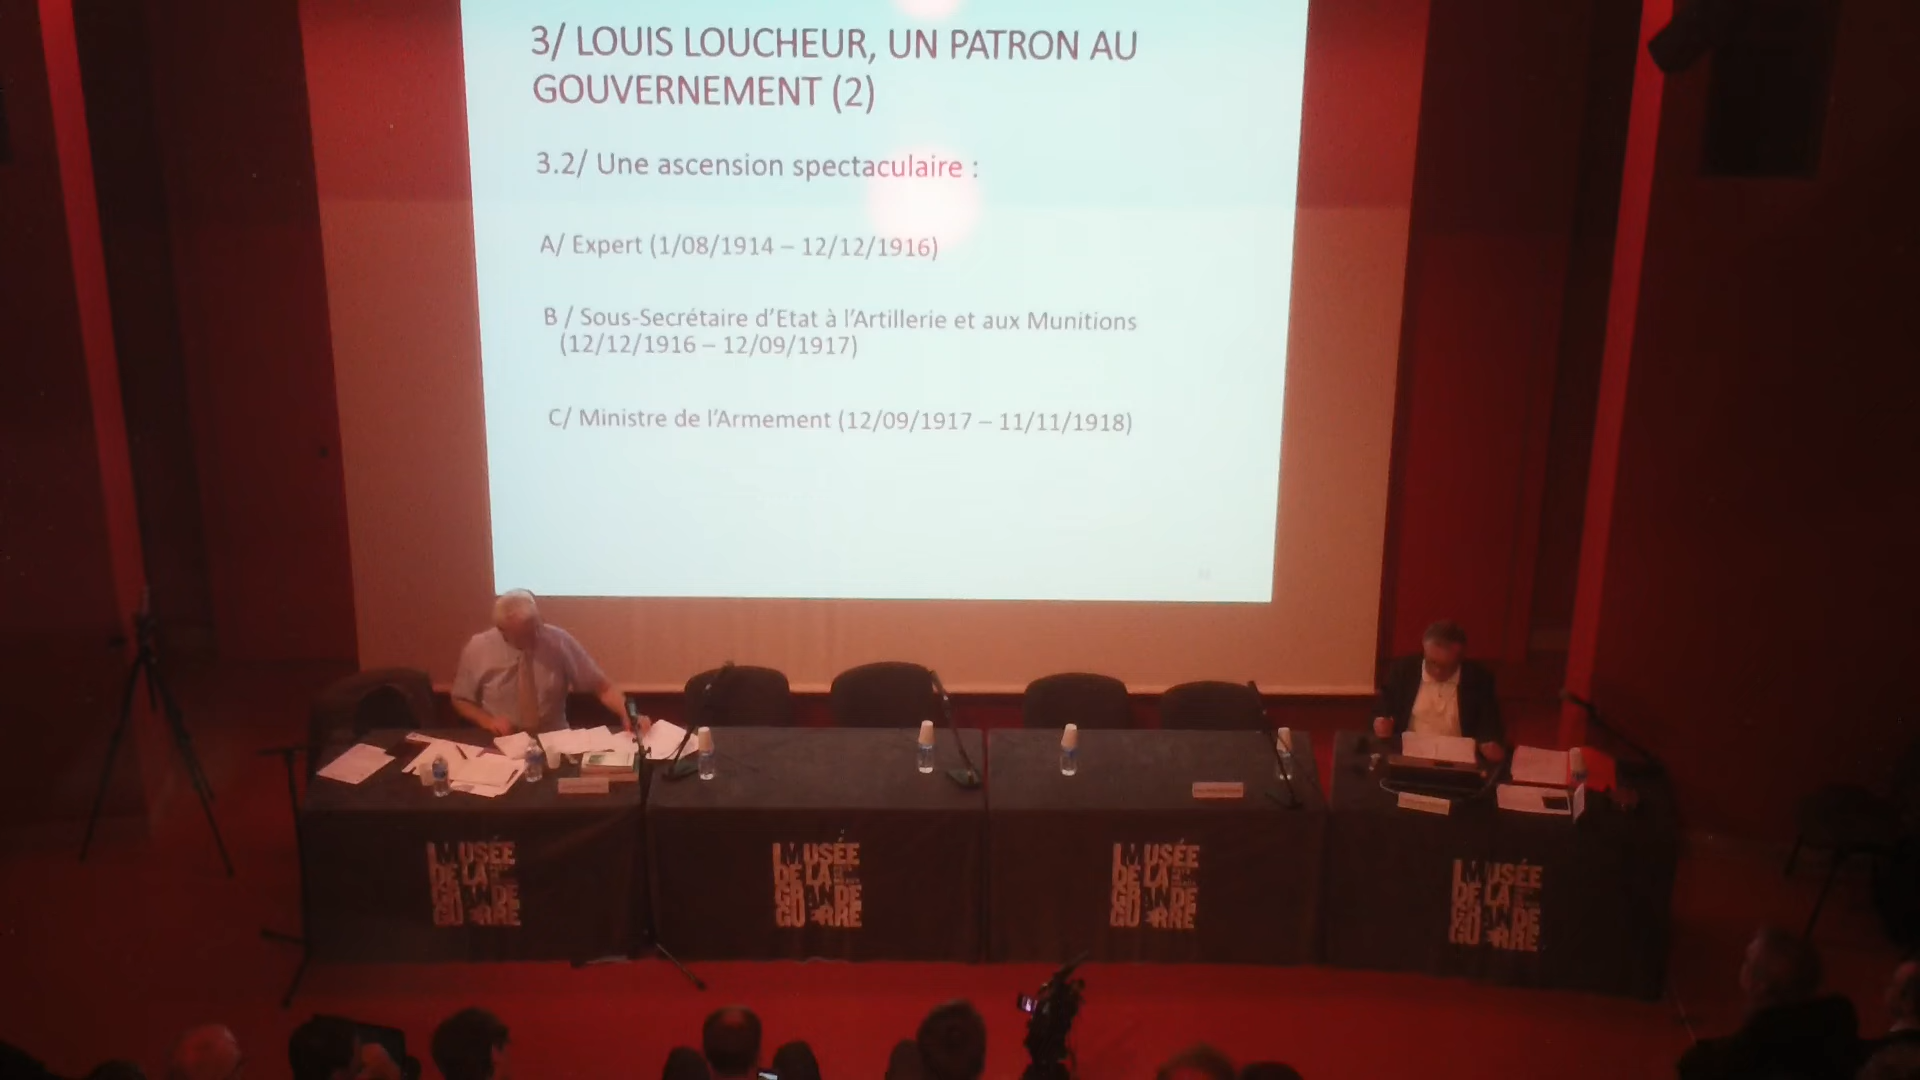 3/ LOUIS LOUCHEUR, UN PATRON AU
GOUVERNEMENT (2)
3.2/ Une ascension spectaculaire :
A/ Expert (1/08/1914 – 12/12/1916)
B / Sous-Secrétaire d'Etat à l'Artillerie et aux Munitions
(12/12/1916 – 12/09/1917)
C/ Ministre de l'Armement (12/09/1917 – 11/11/1918)
MUSÉE
DE LA
GRANDE
GUERRE
MUSÉE
DE LA
GRANDE
GUERRE
MUSÉE
DE LA
GRANDE
GUERRE
MUSÉE
DE LA
GRANDE
GUERRE